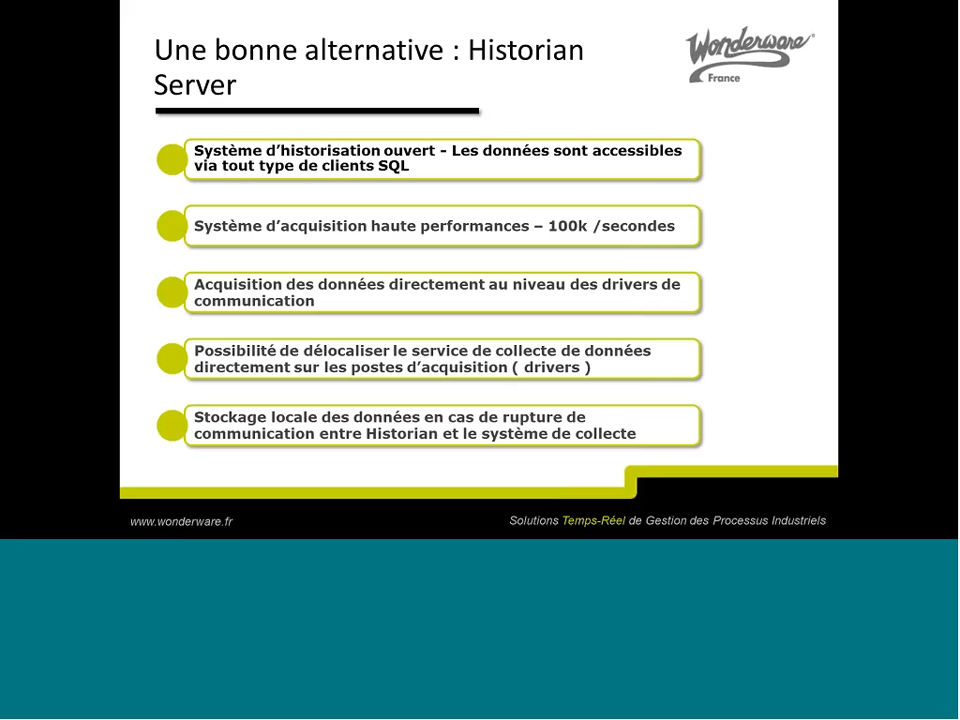 Une bonne alternative : Historian
Server
Wonderware
France
Système d’historisation ouvert - Les données sont accessibles
via tout type de clients SQL
Système d’acquisition haute performances – 100k /secondes
Acquisition des données directement au niveau des drivers de
communication
Possibilité de délocaliser le service de collecte de données
directement sur les postes d’acquisition ( drivers )
Stockage locale des données en cas de rupture de
communication entre Historian et le système de collecte
www.wonderware.fr
Solutions Temps-Réel de Gestion des Processus Industriels